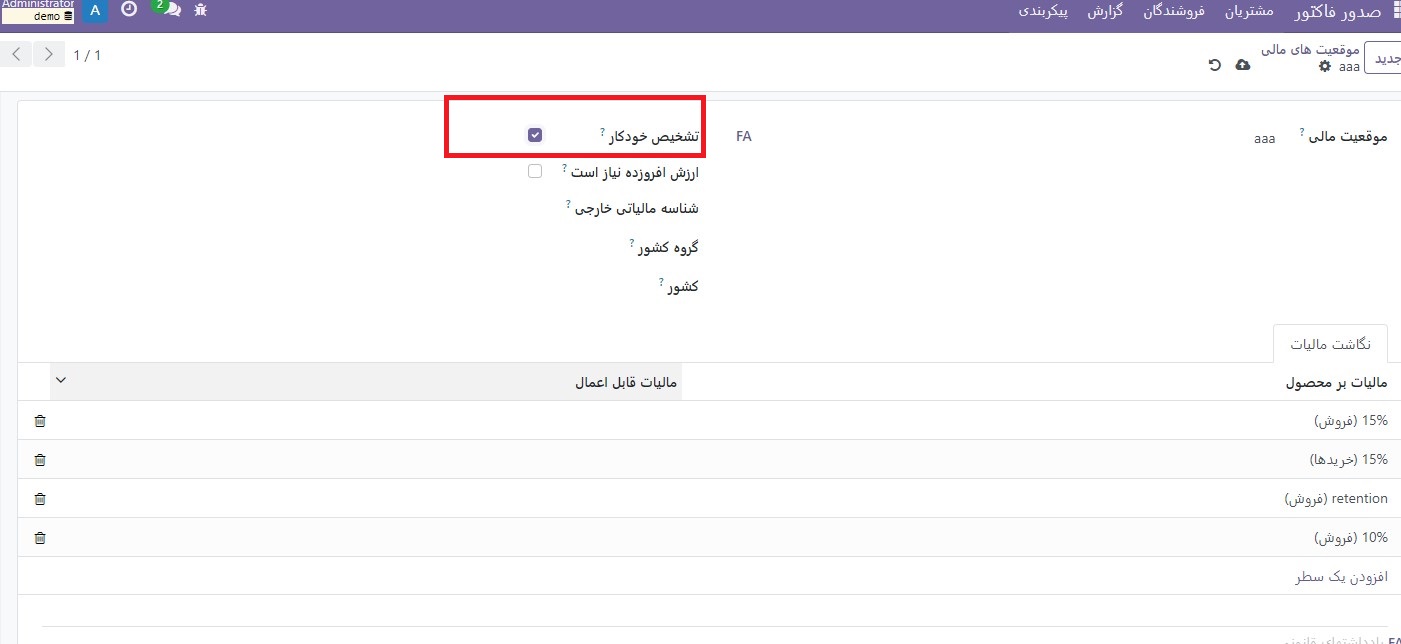 صدور فاکتور مشتریان فروشندگان گزارش پیکربندی 2 A Administrator
demo
جدید موقعیت های مالی 1 / 1
aaa
موقعیت مالی ? aaa FA تشخیص خودکار ?
ارزش افروزده نیاز است ?
شناسه مالیاتی خارجی ?
گروه کشور ?
کشور ?
نگاشت مالیات
مالیات بر محصول مالیات قابل اعمال
15% (فروش)
15% (خریدها)
retention (فروش)
10% (فروش)
افزودن یک سطر